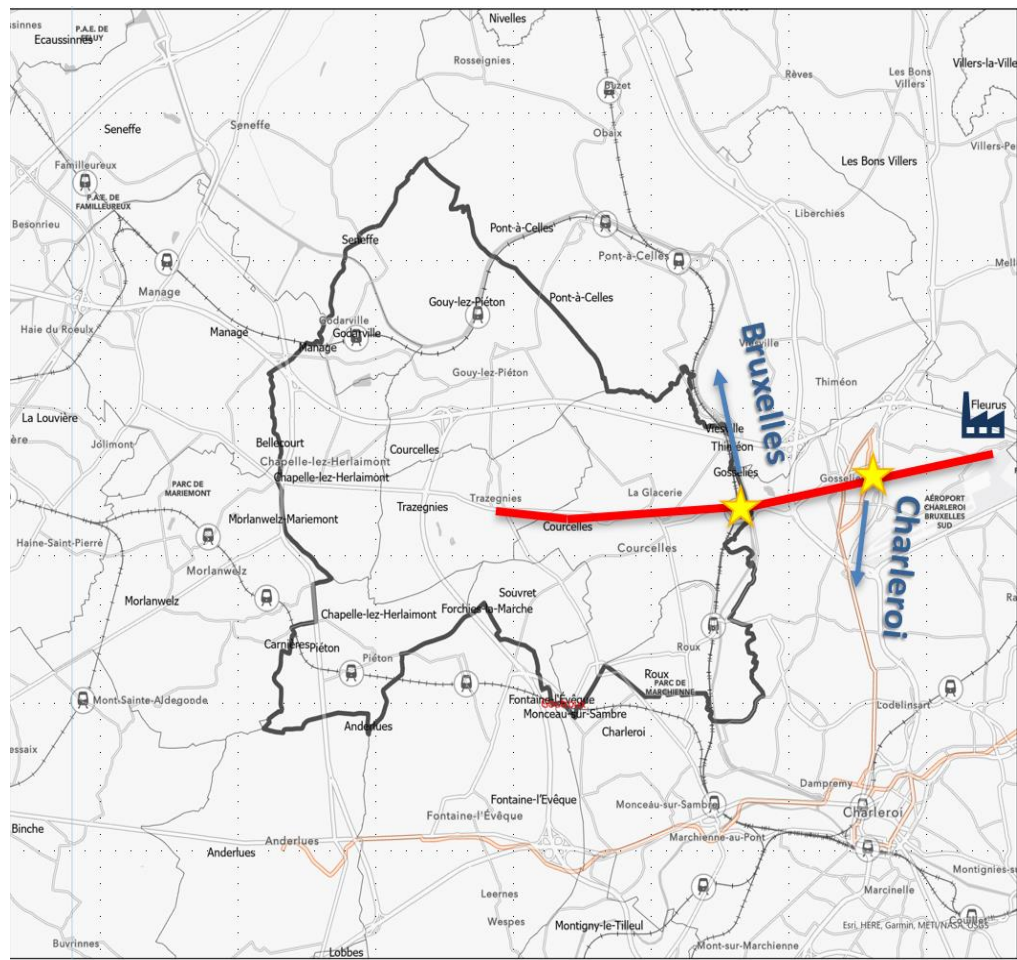 Nivelles
P.A.E. DE
FELUY
Ecaussinnes
Rosseignies
Rèves
Les Bons
Villers
Villers-la-Ville
Buzet
Seneffe
Seneffe
Obaix
Les Bons Villers
Familleureux
P.A.E. DE
FAMILLEUREUX
Besonrieu
Liberchies
Pont-à-Celles
Seneffe
Pont-à-Celles
Manage
Gouy-lez-Piéton
Pont-à-Celles
Godarville
Godarville
Manage
Manage
Haie du Roeulx
Viesville
Bruxelles
Gouy-lez-Piéton
Thiméon
La Louvière
Jolimont
Fleurus
Viesville
Thiméon
Bellecourt
Courcelles
Chapelle-lez-Herlaimont
Chapelle-lez-Herlaimont
Gosselies
Gosselies
PARC DE
MARIEMONT
La Glacerie
Trazegnies
Trazegnies
AÉROPORT
CHARLEROI
BRUXELLES
SUD
Morlanwelz-Mariemont
Courcelles
Haine-Saint-Pierre
Courcelles
Charleroi
Morlanwelz
Morlanwelz
Souvret
Forchies-la-Marche
Chapelle-lez-Herlaimont
Carnières
Piéton
Piéton
Roux
Roux
PARC DE
MARCHIENNE
Mont-Sainte-Aldegonde
Fontaine-l'Évêque
Monceau-sur-Sambre
Lodelinsart
Anderlues
Charleroi
Dampremy
Fontaine-l'Evêque
Monceau-sur-Sambre
Charleroi
Fontaine-l'Évêque
Binche
Anderlues
Anderlues
Marchienne-au-Pont
Montignies-su
Marcinelle
Leernes
Wespes
Montigny-le-Tilleul
Couillet
Esri, HERE, Garmin, METI/NASA, USGS
Buvrinnes
Lobbes
Mont-sur-Marchienne